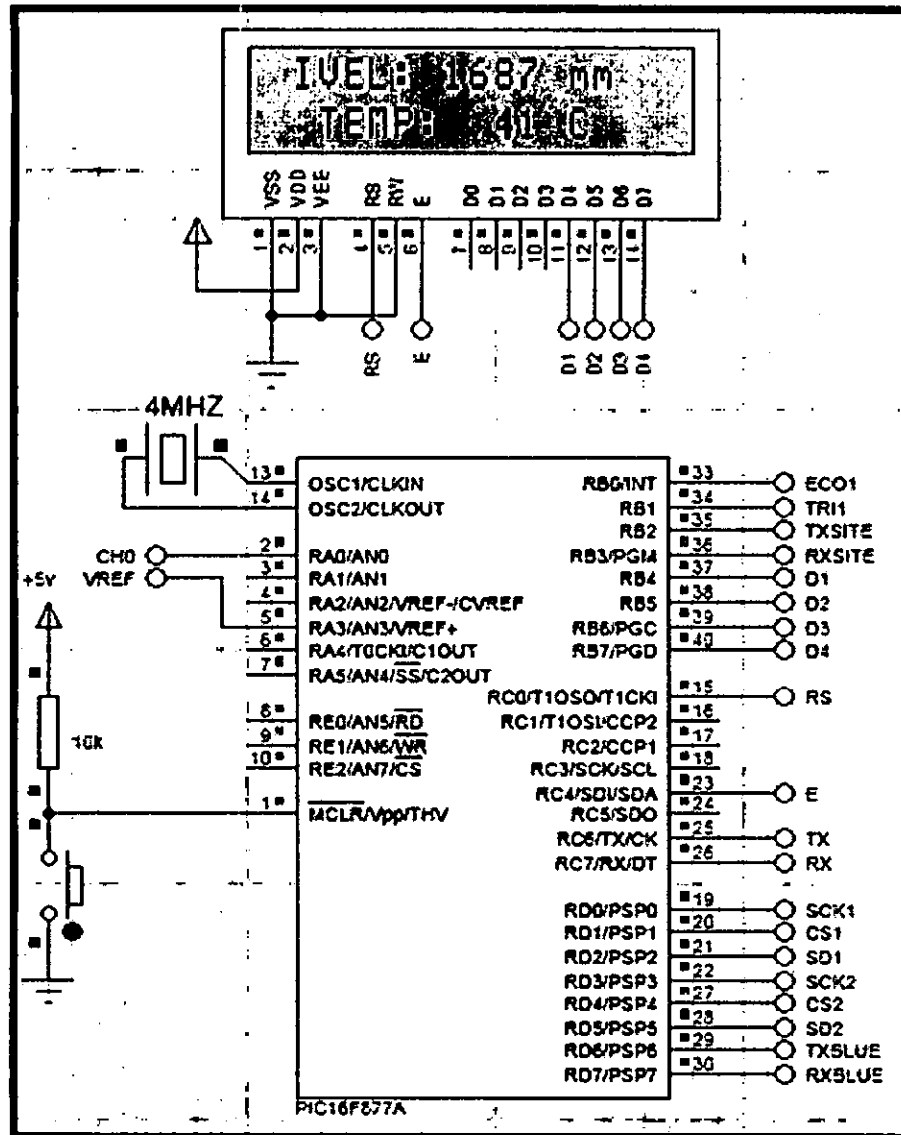 IVEL: 1687 mm
TEMP: 41 C
VSS
VDD
VEE
RS
RW
E
D0
D1
D2
D3
D4
D5
D6
D7
1
2
3
4
5
6
7
8
9
10
11
12
13
14
RS
E
D1
D2
D3
D4
4MHZ
13
OSC1/CLKIN
14
OSC2/CLKOUT
CH0
2
RA0/AN0
VREF
3
RA1/AN1
+5v
4
RA2/AN2/VREF-/CVREF
5
RA3/AN3/VREF+
6
RA4/T0CKI/C1OUT
7
RA5/AN4/SS/C2OUT
8
RE0/AN5/RD
9
RE1/AN6/WR
10
RE2/AN7/CS
10k
1
MCLR/Vpp/THV
RB0/INT
33
ECO1
RB1
34
TRI1
RB2
35
TXSITE
RB3/PGM
36
RXSITE
RB4
37
D1
RB5
38
D2
RB6/PGC
39
D3
RB7/PGD
40
D4
RC0/T1OSO/T1CKI
15
RS
RC1/T1OSI/CCP2
16
RC2/CCP1
17
RC3/SCK/SCL
18
RC4/SDI/SDA
23
E
RC5/SDO
24
RC6/TX/CK
25
TX
RC7/RX/DT
26
RX
RD0/PSP0
19
SCK1
RD1/PSP1
20
CS1
RD2/PSP2
21
SD1
RD3/PSP3
22
SCK2
RD4/PSP4
27
CS2
RD5/PSP5
28
SD2
RD6/PSP6
29
TXBLUE
RD7/PSP7
30
RXBLUE
PIC16F877A